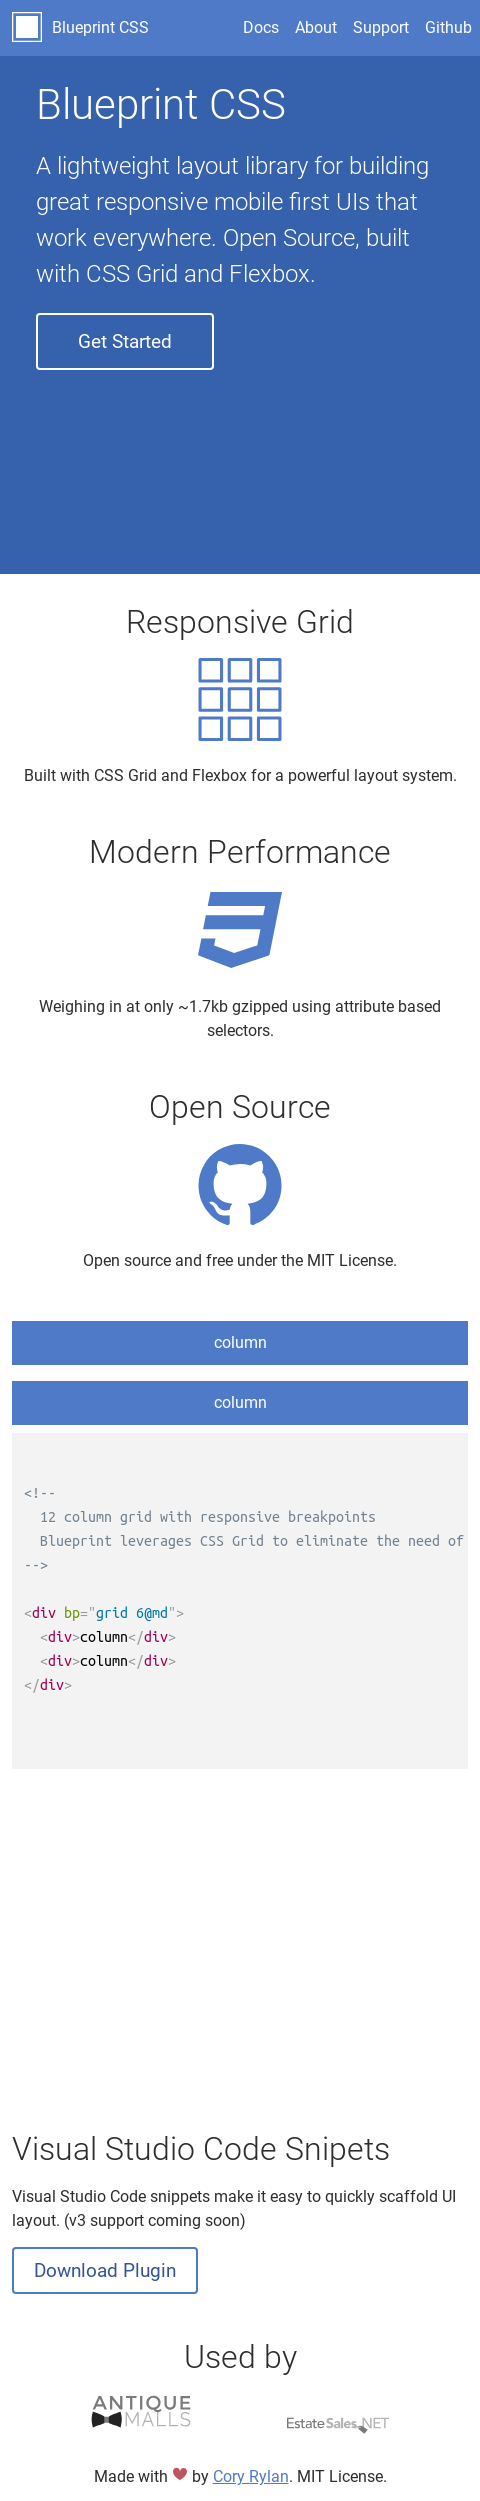 Blueprint CSS
Docs
About
Support
Github
Blueprint CSS
A lightweight layout library for building
great responsive mobile first UIs that
work everywhere. Open Source, built
with CSS Grid and Flexbox.
Get Started
Responsive Grid
Built with CSS Grid and Flexbox for a powerful layout system.
Modern Performance
Weighing in at only ~1.7kb gzipped using attribute based
selectors.
Open Source
Open source and free under the MIT License.
column
column
<!--
  12 column grid with responsive breakpoints
  Blueprint leverages CSS Grid to eliminate the need of
-->
<div bp="grid 6@md">
  <div>column</div>
  <div>column</div>
</div>
Visual Studio Code Snipets
Visual Studio Code snippets make it easy to quickly scaffold UI
layout. (v3 support coming soon)
Download Plugin
Used by
ANTIQUE
MALLS
EstateSales.NET
Made with ❤ by Cory Rylan. MIT License.